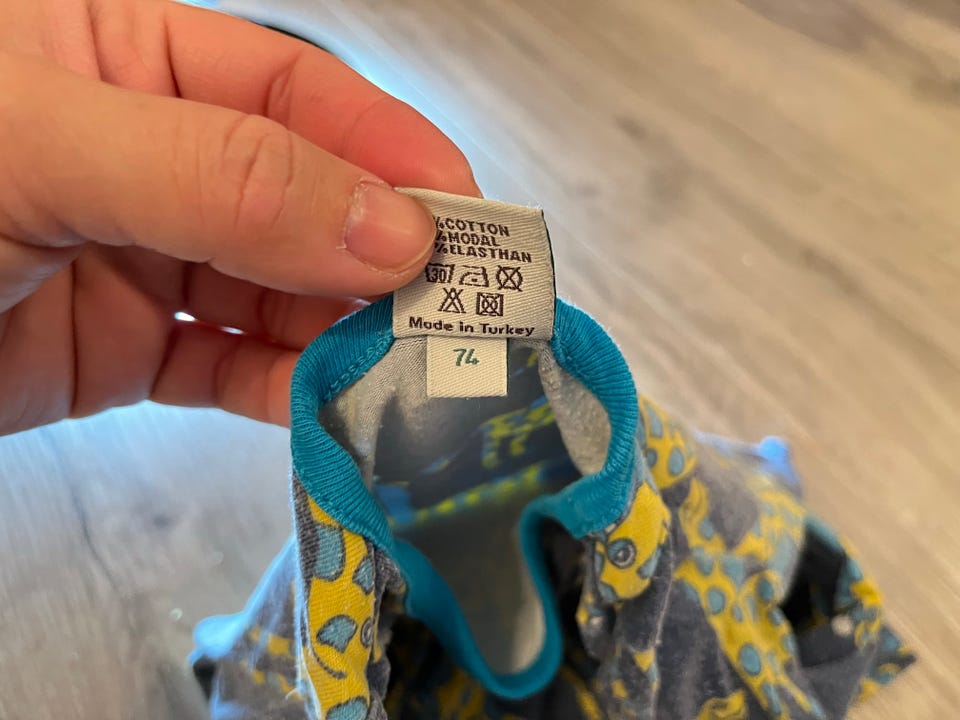 %COTTON
%MODAL
%ELASTHAN
30
Made in Turkey
74